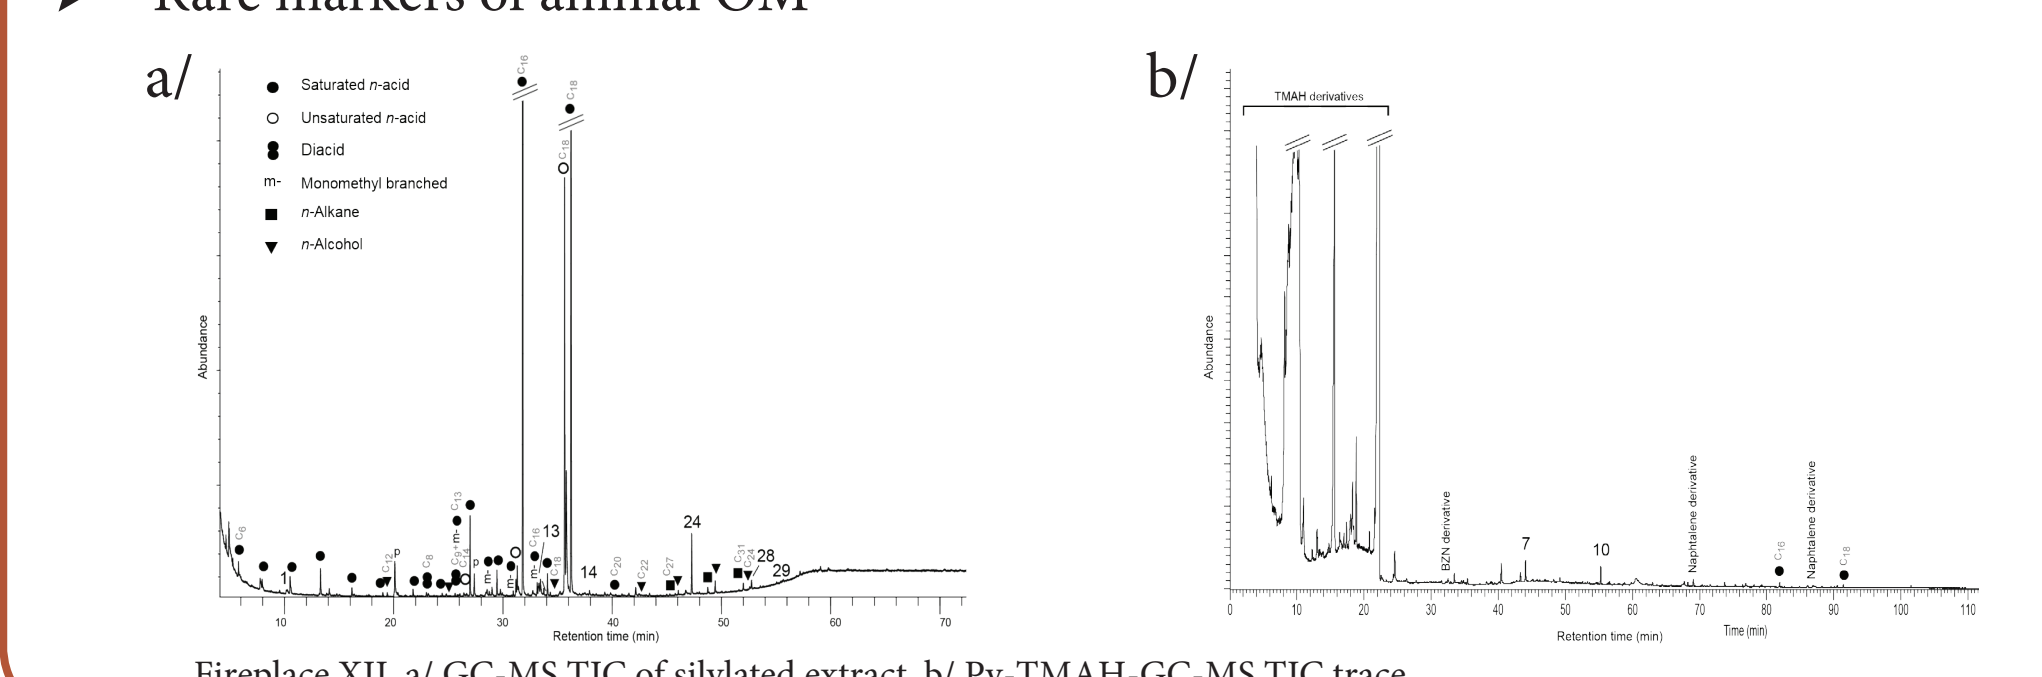 Rare markers of animal OM
a/
Saturated n-acid
Unsaturated n-acid
Diacid
m- Monomethyl branched
n-Alkane
n-Alcohol
C16
C18
C18
C6
1
C12
p
C8
C13
C9+m-
C14
p
m-
m-
C16
m-
13
C18
14
C20
C22
C27
24
C31
C24
28
29
Abundance
10 20 30 40 50 60 70
Retention time (min)
b/
TMAH derivatives
Abundance
BZN derivative
7
10
Naphtalene derivative
C16
Naphtalene derivative
C18
0 10 20 30 40 50 60 70 80 90 100 110
Retention time (min)
Time (min)
Fireplace XII. a/ GC-MS TIC of silylated extract, b/ Py-TMAH-GC-MS TIC trace